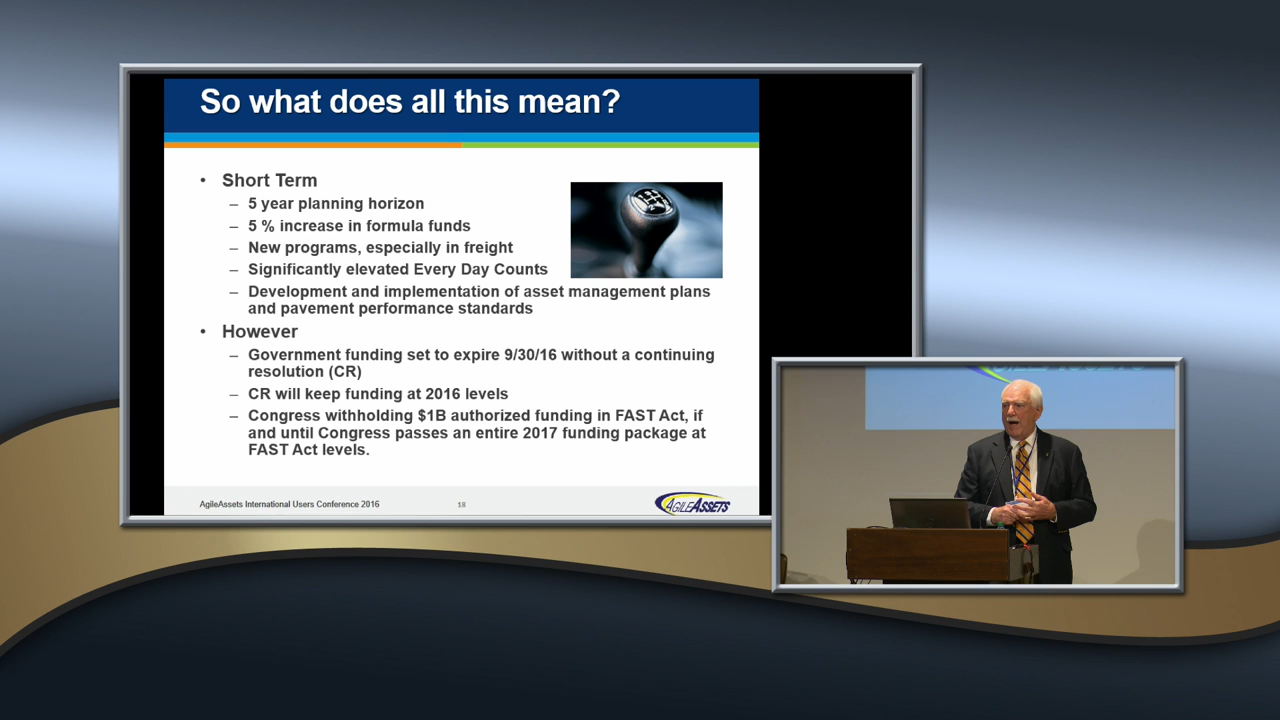 So what does all this mean?
• Short Term
– 5 year planning horizon
– 5 % increase in formula funds
– New programs, especially in freight
– Significantly elevated Every Day Counts
– Development and implementation of asset management plans
and pavement performance standards
• However
– Government funding set to expire 9/30/16 without a continuing
resolution (CR)
– CR will keep funding at 2016 levels
– Congress withholding $1B authorized funding in FAST Act, if
and until Congress passes an entire 2017 funding package at
FAST Act levels.
AgileAssets International Users Conference 2016
18
AGILEASSETS